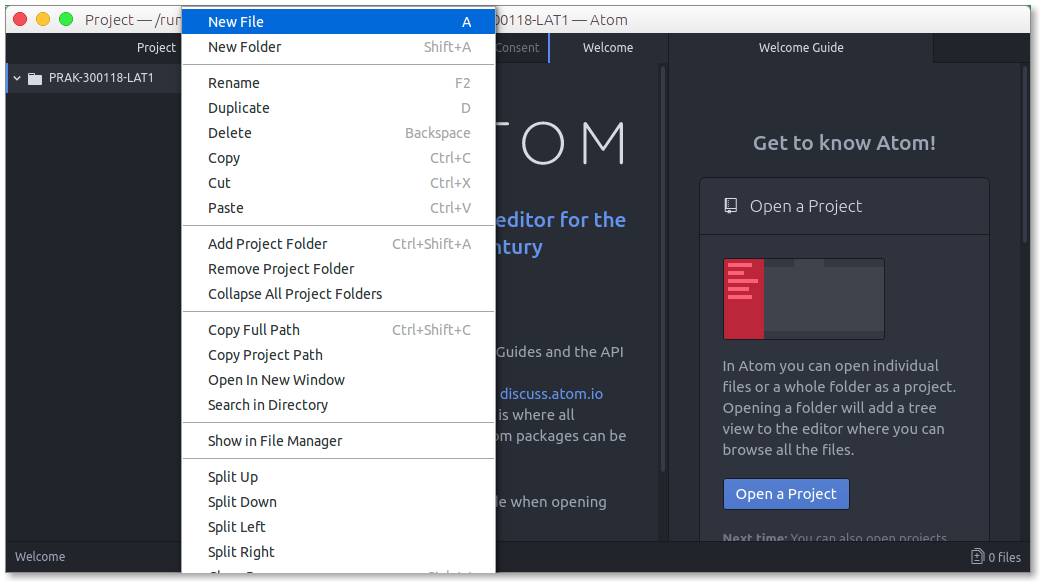 Project — /run
00118-LAT1 — Atom
Project
Consent
Welcome
Welcome Guide
PRAK-300118-LAT1
New File A
New Folder Shift+A
Rename F2
Duplicate D
Delete Backspace
Copy Ctrl+C
Cut Ctrl+X
Paste Ctrl+V
Add Project Folder Ctrl+Shift+A
Remove Project Folder
Collapse All Project Folders
Copy Full Path Ctrl+Shift+C
Copy Project Path
Open In New Window
Search in Directory
Show in File Manager
Split Up
Split Down
Split Left
Split Right
TOM
editor for the
ntury
Guides and the API
discuss.atom.io
is where all
om packages can be
le when opening
Get to know Atom!
Open a Project
In Atom you can open individual
files or a whole folder as a project.
Opening a folder will add a tree
view to the editor where you can
browse all the files.
Open a Project
Next time: You can also open projects
Welcome
0 files